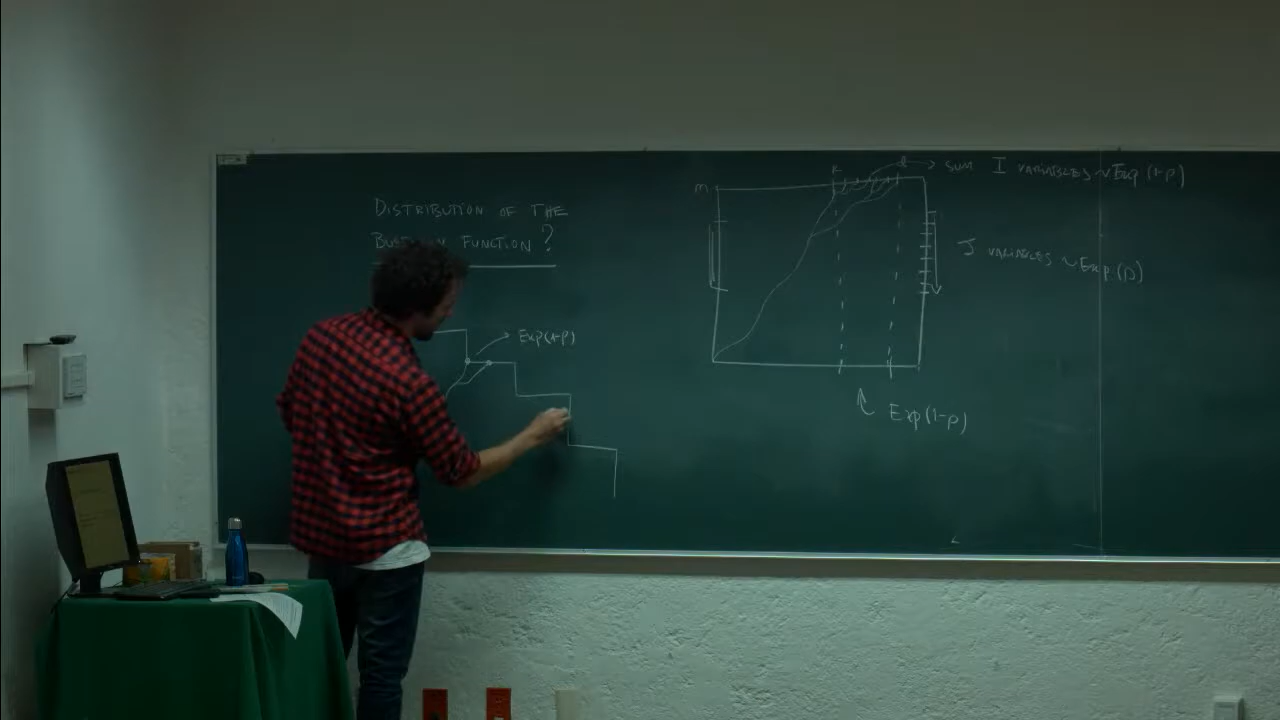 DISTRIBUTION OF THE
FUNCTION?
Exp(1-p)
M
K
l
SUM I VARIABLES ~ Exp(1-p)
J VARIABLES ~ Exp.(p)
Exp(1-p)